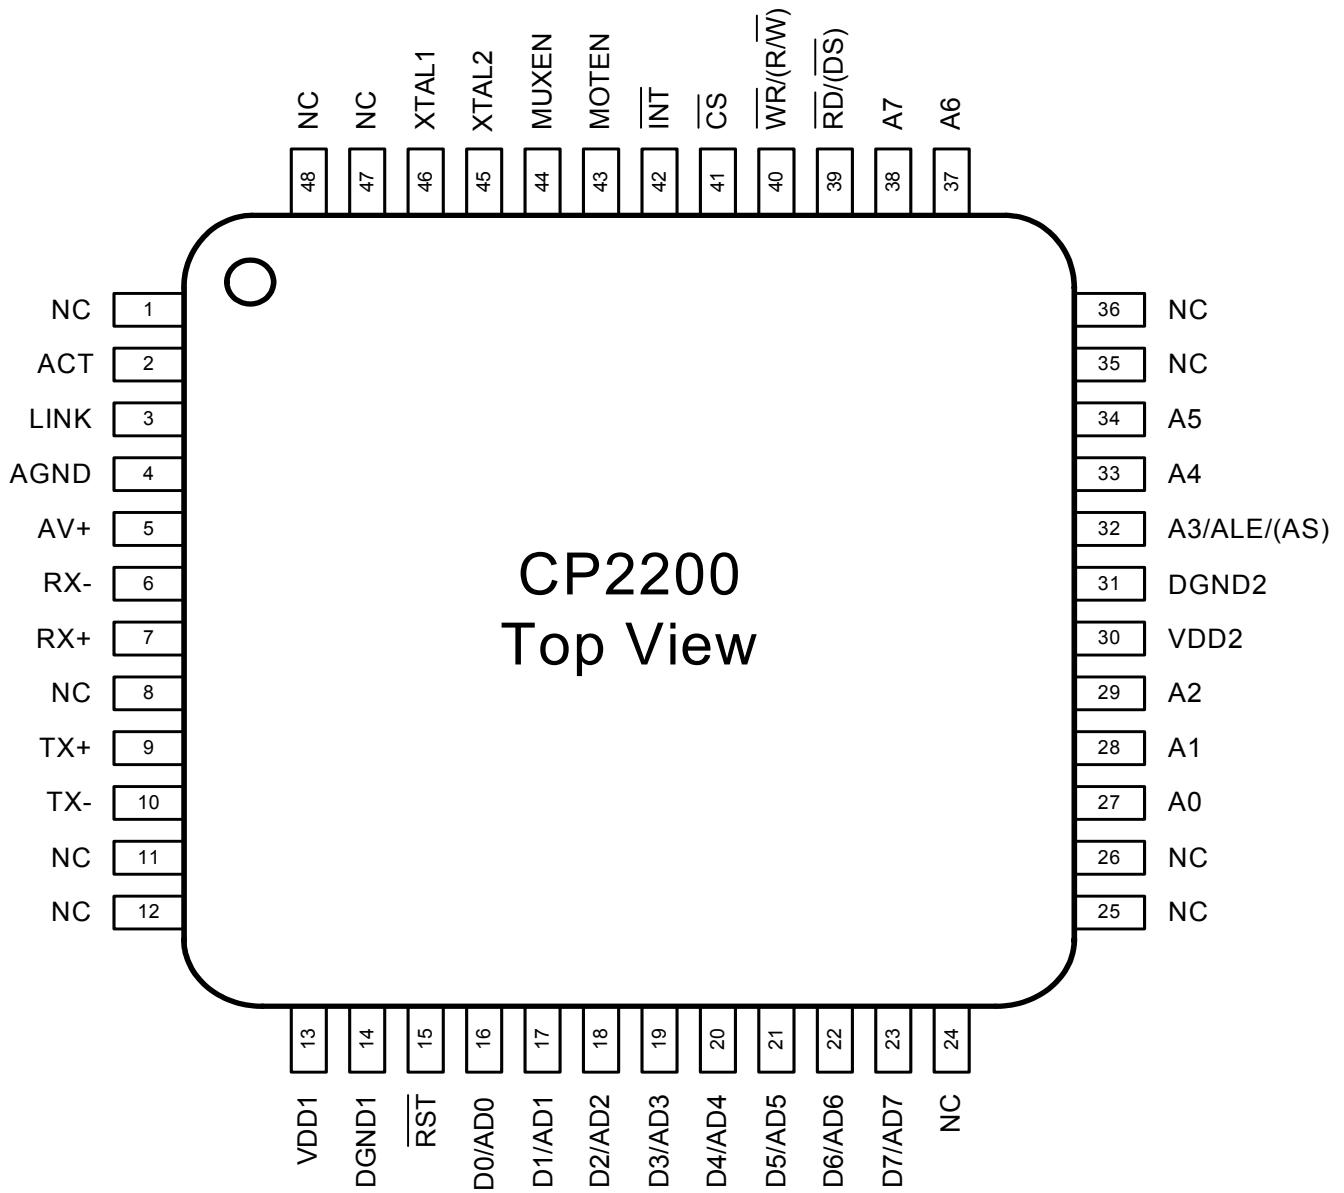 NC
NC
XTAL1
XTAL2
MUXEN
MOTEN
INT
CS
WR/(R/W)
RD/(DS)
A7
A6
48
47
46
45
44
43
42
41
40
39
38
37
NC 1
ACT 2
LINK 3
AGND 4
AV+ 5
RX- 6
RX+ 7
NC 8
TX+ 9
TX- 10
NC 11
NC 12
CP2200
Top View
36 NC
35 NC
34 A5
33 A4
32 A3/ALE/(AS)
31 DGND2
30 VDD2
29 A2
28 A1
27 A0
26 NC
25 NC
13
14
15
16
17
18
19
20
21
22
23
24
VDD1
DGND1
RST
D0/AD0
D1/AD1
D2/AD2
D3/AD3
D4/AD4
D5/AD5
D6/AD6
D7/AD7
NC